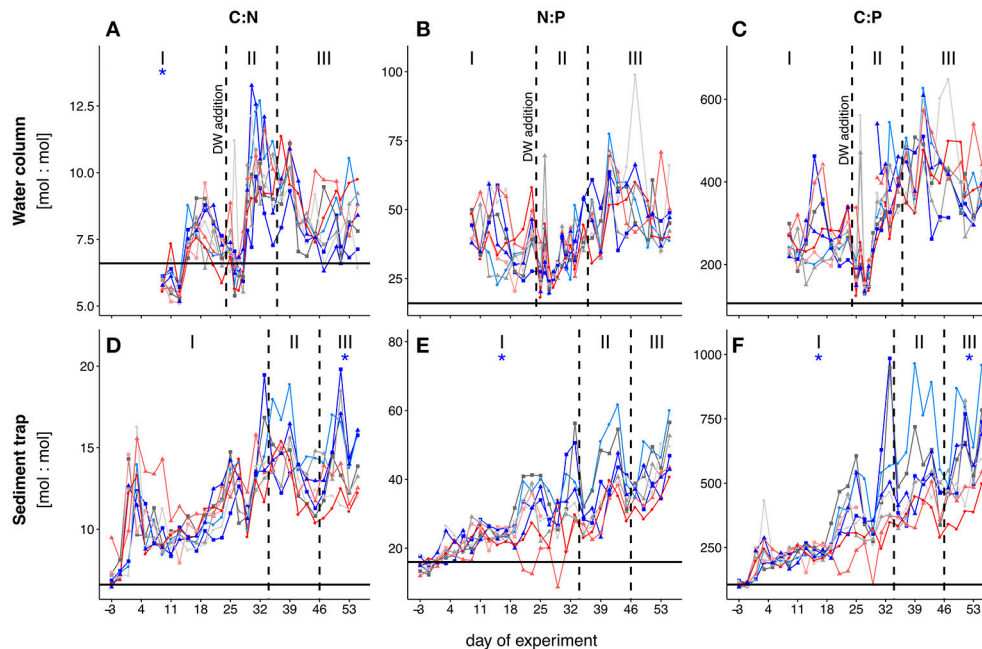 C:N N:P C:P
A B C
I II III I II III I II III
* 
DW addition DW addition DW addition
Water column
[mol : mol]
12.5 10.0 7.5 5.0
100 75 50 25
600 400 200
D E F
I II III I II III I II III
* * * * *
Sediment trap
[mol : mol]
20 15 10
80 60 40 20
1000 750 500 250
-3 4 11 18 25 32 39 46 53 -3 4 11 18 25 32 39 46 53 -3 4 11 18 25 32 39 46 53
day of experiment